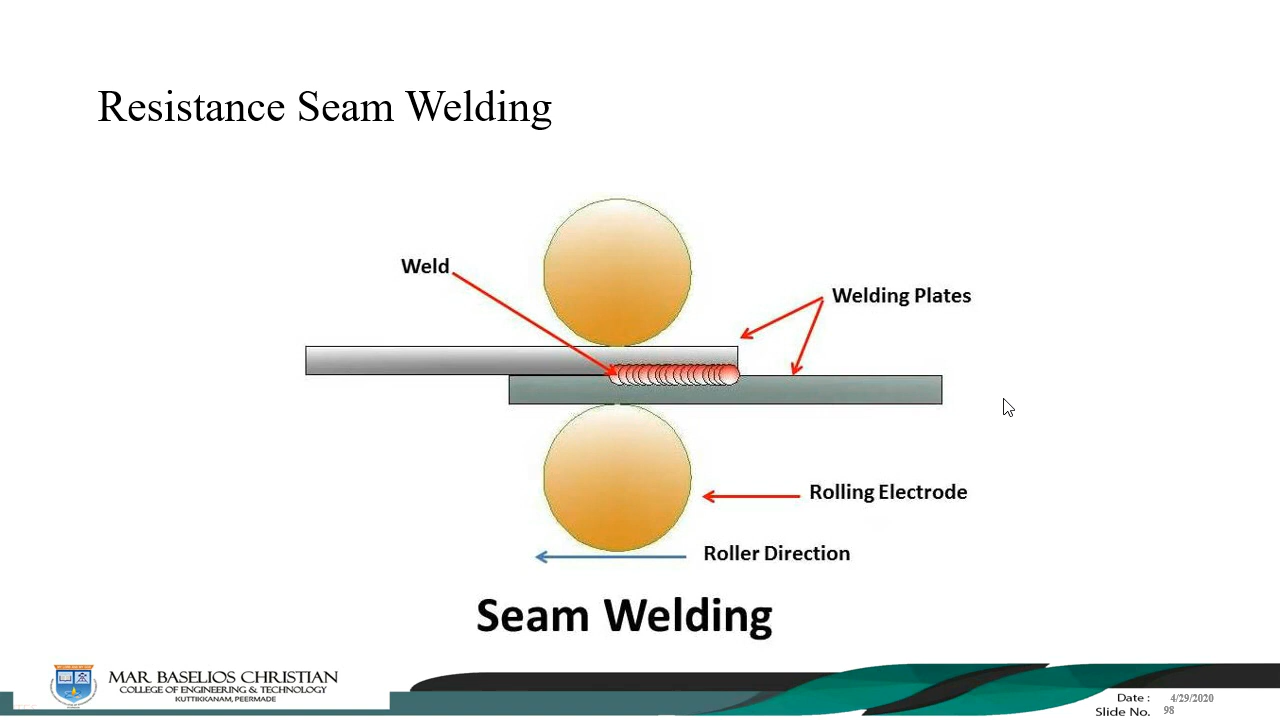 Resistance Seam Welding
Weld
Welding Plates
Rolling Electrode
Roller Direction
Seam Welding
MAR BASELIOS CHRISTIAN
COLLEGE OF ENGINEERING & TECHNOLOGY
KUTTIKKANAM, PEERMADE
Date : 4/29/2020
Slide No. 98